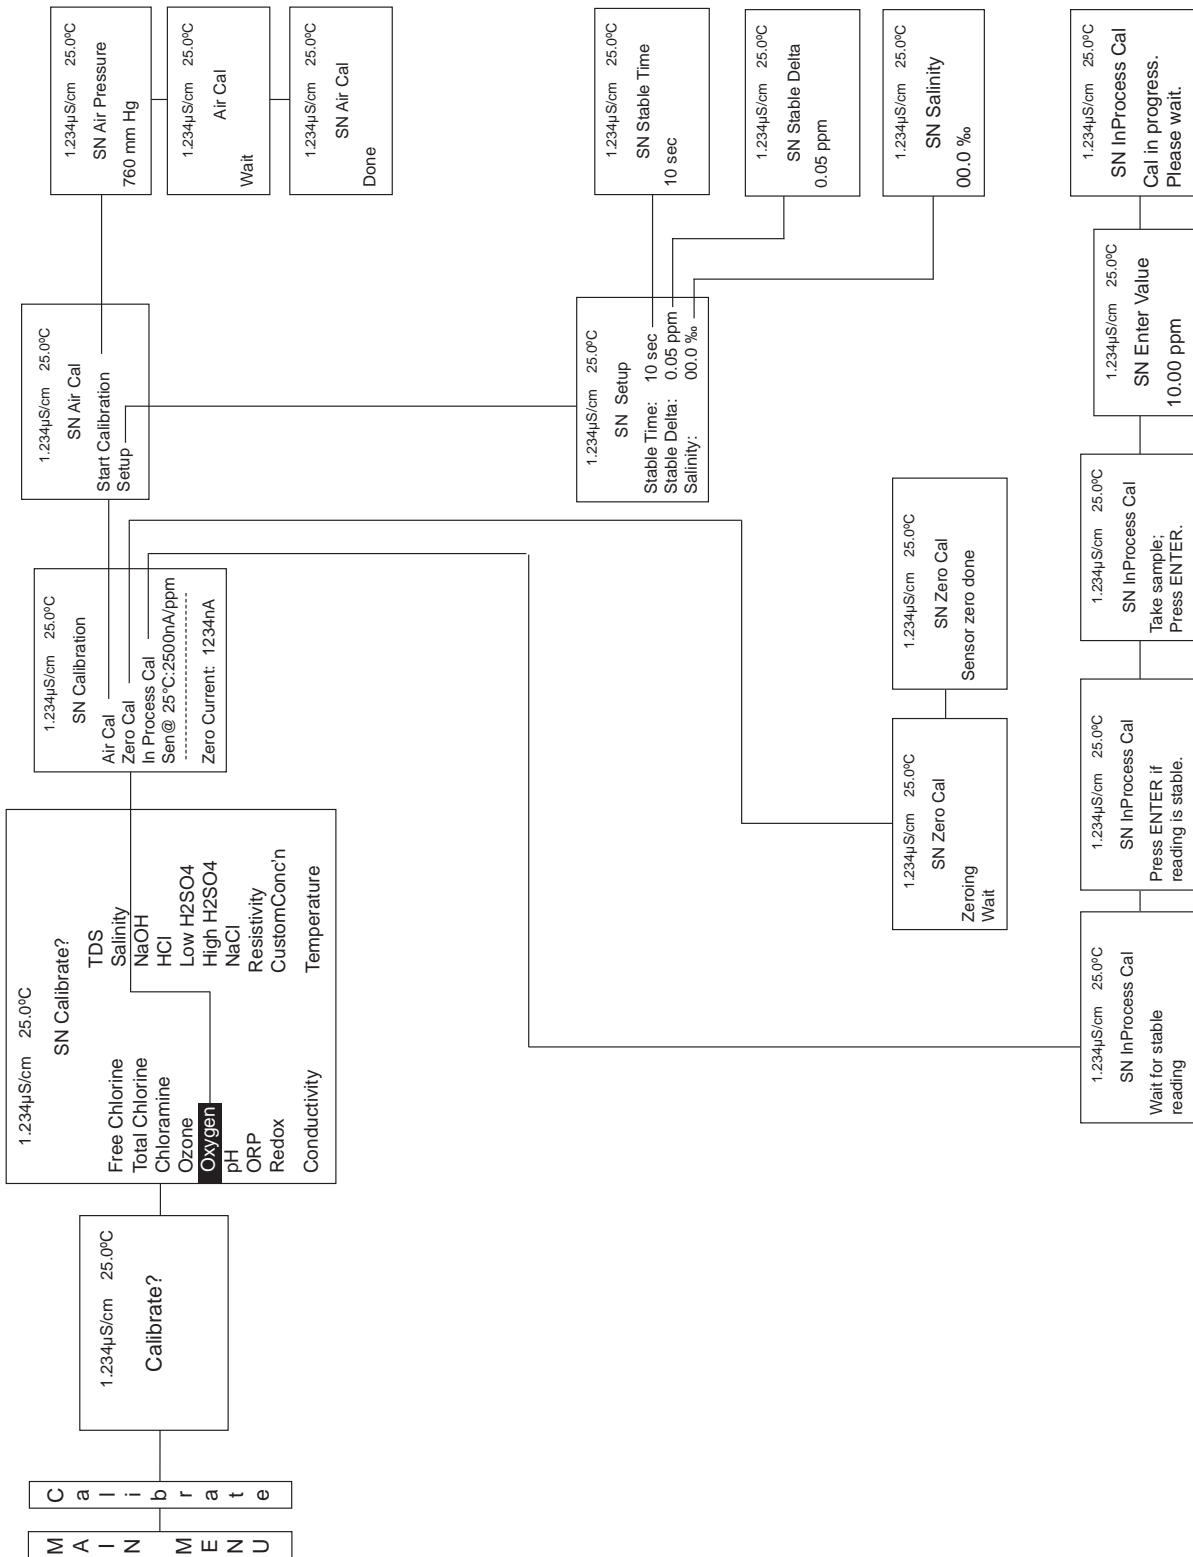 MAIN MENU
Calibrate
1.234µS/cm 25.0ºC
Calibrate?
1.234µS/cm 25.0ºC
SN Calibrate?
Free Chlorine TDS
Total Chlorine Salinity
Chloramine NaOH
Ozone HCl
Oxygen Low H2SO4
pH High H2SO4
ORP NaCl
Redox Resistivity
CustomConc'n
Conductivity Temperature
1.234µS/cm 25.0ºC
SN Calibration
Air Cal
Zero Cal
In Process Cal
Sen@ 25°C:2500nA/ppm
---------------------------
Zero Current: 1234nA
1.234µS/cm 25.0ºC
SN Air Cal
Start Calibration
Setup
1.234µS/cm 25.0ºC
SN Air Pressure
760 mm Hg
1.234µS/cm 25.0ºC
Air Cal
Wait
1.234µS/cm 25.0ºC
SN Air Cal
Done
1.234µS/cm 25.0ºC
SN Setup
Stable Time: 10 sec
Stable Delta: 0.05 ppm
Salinity: 00.0 ‰
1.234µS/cm 25.0ºC
SN Stable Time
10 sec
1.234µS/cm 25.0ºC
SN Stable Delta
0.05 ppm
1.234µS/cm 25.0ºC
SN Salinity
00.0 ‰
1.234µS/cm 25.0ºC
SN Zero Cal
Zeroing
Wait
1.234µS/cm 25.0ºC
SN Zero Cal
Sensor zero done
1.234µS/cm 25.0ºC
SN InProcess Cal
Wait for stable
reading
1.234µS/cm 25.0ºC
SN InProcess Cal
Press ENTER if
reading is stable.
1.234µS/cm 25.0ºC
SN InProcess Cal
Take sample;
Press ENTER.
1.234µS/cm 25.0ºC
SN Enter Value
10.00 ppm
1.234µS/cm 25.0ºC
SN InProcess Cal
Cal in progress.
Please wait.